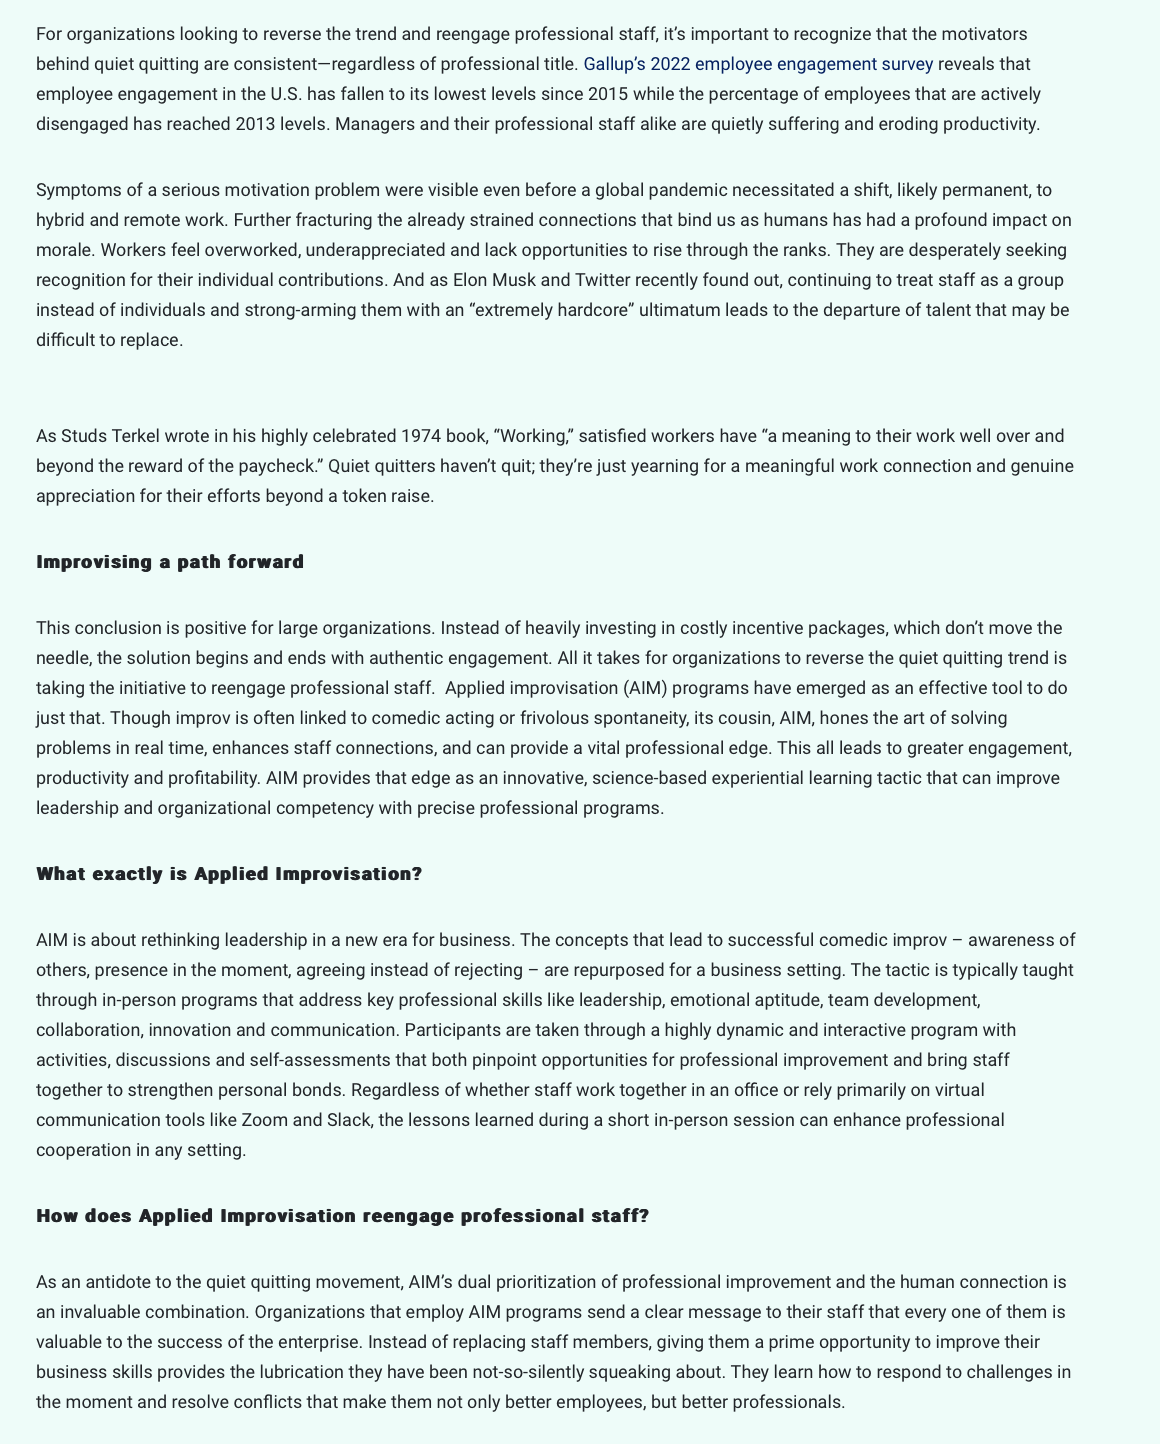 For organizations looking to reverse the trend and reengage professional staff, it’s important to recognize that the motivators
behind quiet quitting are consistent—regardless of professional title. Gallup’s 2022 employee engagement survey reveals that
employee engagement in the U.S. has fallen to its lowest levels since 2015 while the percentage of employees that are actively
disengaged has reached 2013 levels. Managers and their professional staff alike are quietly suffering and eroding productivity.
Symptoms of a serious motivation problem were visible even before a global pandemic necessitated a shift, likely permanent, to
hybrid and remote work. Further fracturing the already strained connections that bind us as humans has had a profound impact on
morale. Workers feel overworked, underappreciated and lack opportunities to rise through the ranks. They are desperately seeking
recognition for their individual contributions. And as Elon Musk and Twitter recently found out, continuing to treat staff as a group
instead of individuals and strong-arming them with an “extremely hardcore” ultimatum leads to the departure of talent that may be
difficult to replace.
As Studs Terkel wrote in his highly celebrated 1974 book, “Working,” satisfied workers have “a meaning to their work well over and
beyond the reward of the paycheck.” Quiet quitters haven’t quit; they’re just yearning for a meaningful work connection and genuine
appreciation for their efforts beyond a token raise.
Improvising a path forward
This conclusion is positive for large organizations. Instead of heavily investing in costly incentive packages, which don’t move the
needle, the solution begins and ends with authentic engagement. All it takes for organizations to reverse the quiet quitting trend is
taking the initiative to reengage professional staff.  Applied improvisation (AIM) programs have emerged as an effective tool to do
just that. Though improv is often linked to comedic acting or frivolous spontaneity, its cousin, AIM, hones the art of solving
problems in real time, enhances staff connections, and can provide a vital professional edge. This all leads to greater engagement,
productivity and profitability. AIM provides that edge as an innovative, science-based experiential learning tactic that can improve
leadership and organizational competency with precise professional programs.
What exactly is Applied Improvisation?
AIM is about rethinking leadership in a new era for business. The concepts that lead to successful comedic improv – awareness of
others, presence in the moment, agreeing instead of rejecting – are repurposed for a business setting. The tactic is typically taught
through in-person programs that address key professional skills like leadership, emotional aptitude, team development,
collaboration, innovation and communication. Participants are taken through a highly dynamic and interactive program with
activities, discussions and self-assessments that both pinpoint opportunities for professional improvement and bring staff
together to strengthen personal bonds. Regardless of whether staff work together in an office or rely primarily on virtual
communication tools like Zoom and Slack, the lessons learned during a short in-person session can enhance professional
cooperation in any setting.
How does Applied Improvisation reengage professional staff?
As an antidote to the quiet quitting movement, AIM’s dual prioritization of professional improvement and the human connection is
an invaluable combination. Organizations that employ AIM programs send a clear message to their staff that every one of them is
valuable to the success of the enterprise. Instead of replacing staff members, giving them a prime opportunity to improve their
business skills provides the lubrication they have been not-so-silently squeaking about. They learn how to respond to challenges in
the moment and resolve conflicts that make them not only better employees, but better professionals.